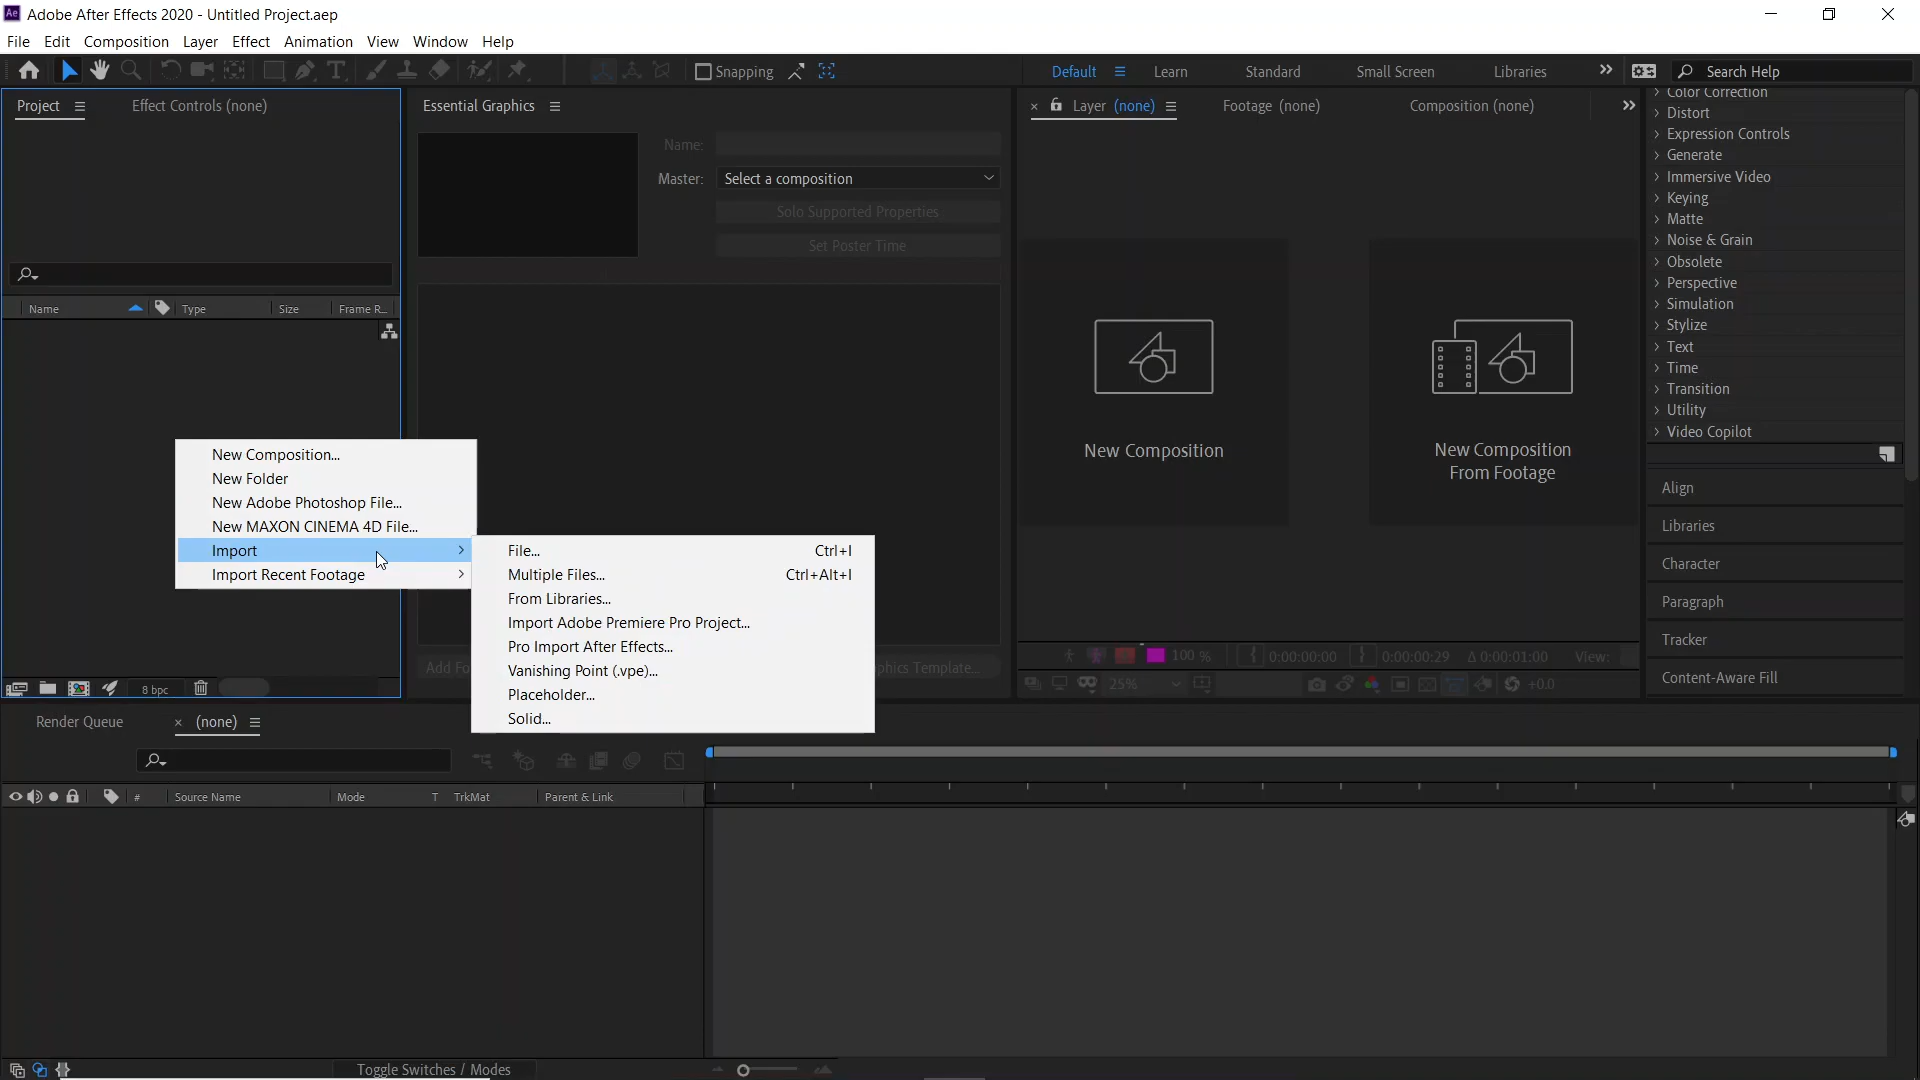 Adobe After Effects 2020 - Untitled Project.aep
File Edit Composition Layer Effect Animation View Window Help
Snapping
Default Learn Standard Small Screen Libraries Search Help
Project Effect Controls (none)
Essential Graphics
Layer (none) Footage (none) Composition (none)
Name:
Master: Select a composition
Solo Supported Properties
Set Poster Time
Name Type Size Frame R...
Color Correction
Distort
Expression Controls
Generate
Immersive Video
Keying
Matte
Noise & Grain
Obsolete
Perspective
Simulation
Stylize
Text
Time
Transition
Utility
Video Copilot
New Composition
New Composition
From Footage
Align
Libraries
Character
Paragraph
Tracker
Content-Aware Fill
New Composition...
New Folder
New Adobe Photoshop File...
New MAXON CINEMA 4D File...
Import
Import Recent Footage
File... Ctrl+I
Multiple Files... Ctrl+Alt+I
From Libraries...
Import Adobe Premiere Pro Project...
Pro Import After Effects...
Vanishing Point (.vpe)...
Placeholder...
Solid...
Add Fo
phics Template...
8 bpc
100 % 0:00:00:00 0:00:00:29 Δ 0:00:01:00 View:
25% +0.0
Render Queue (none)
# Source Name Mode T TrkMat Parent & Link
Toggle Switches / Modes